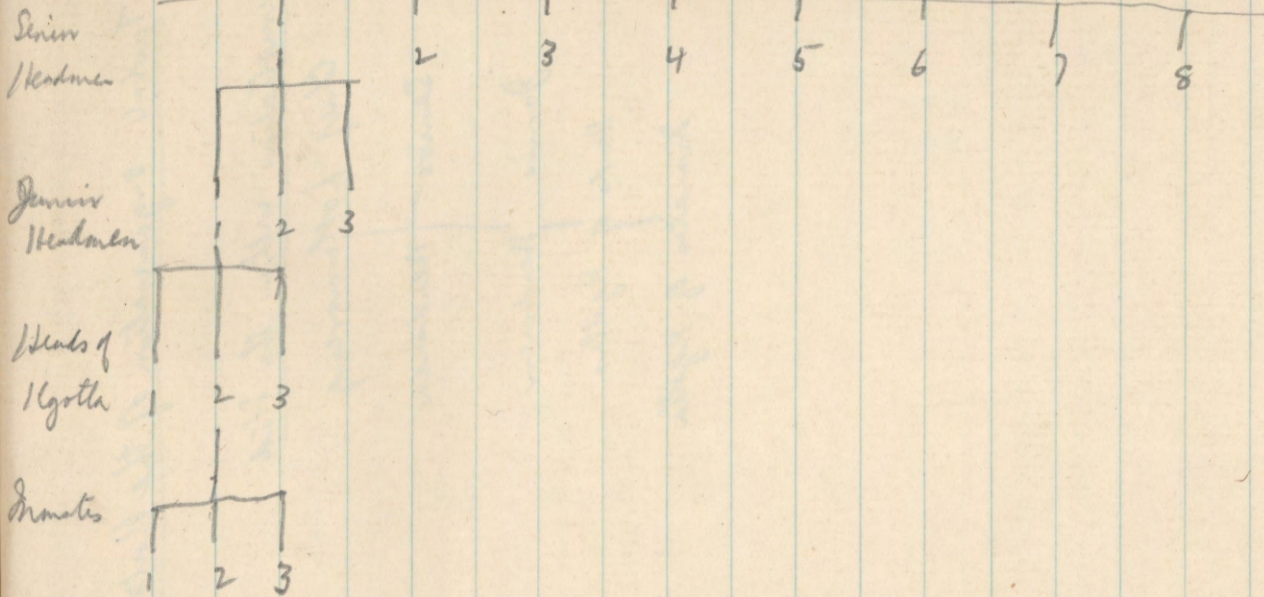 Senior
2 3 4 5 6 7 8
Headmen
Junior
1 2 3
Headmen
Heads of
Kgotla 1 2 3
Inmates
1 2 3